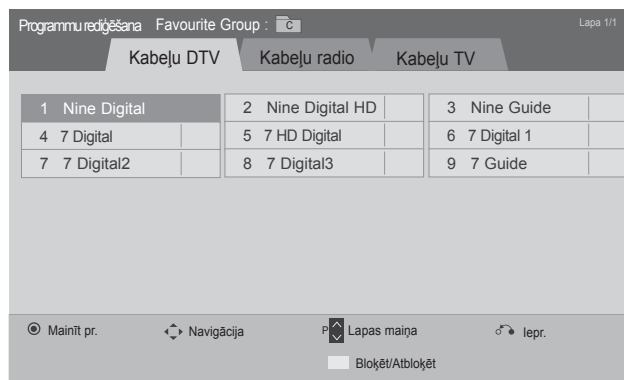 Programmu rediģēšana Favourite Group : C Lapa 1/1
Kabeļu DTV Kabeļu radio Kabeļu TV
1 Nine Digital 2 Nine Digital HD 3 Nine Guide
4 7 Digital 5 7 HD Digital 6 7 Digital 1
7 7 Digital2 8 7 Digital3 9 7 Guide
Mainīt pr. Navigācija P Lapas maiņa Iepr.
Bloķēt/Atbloķēt